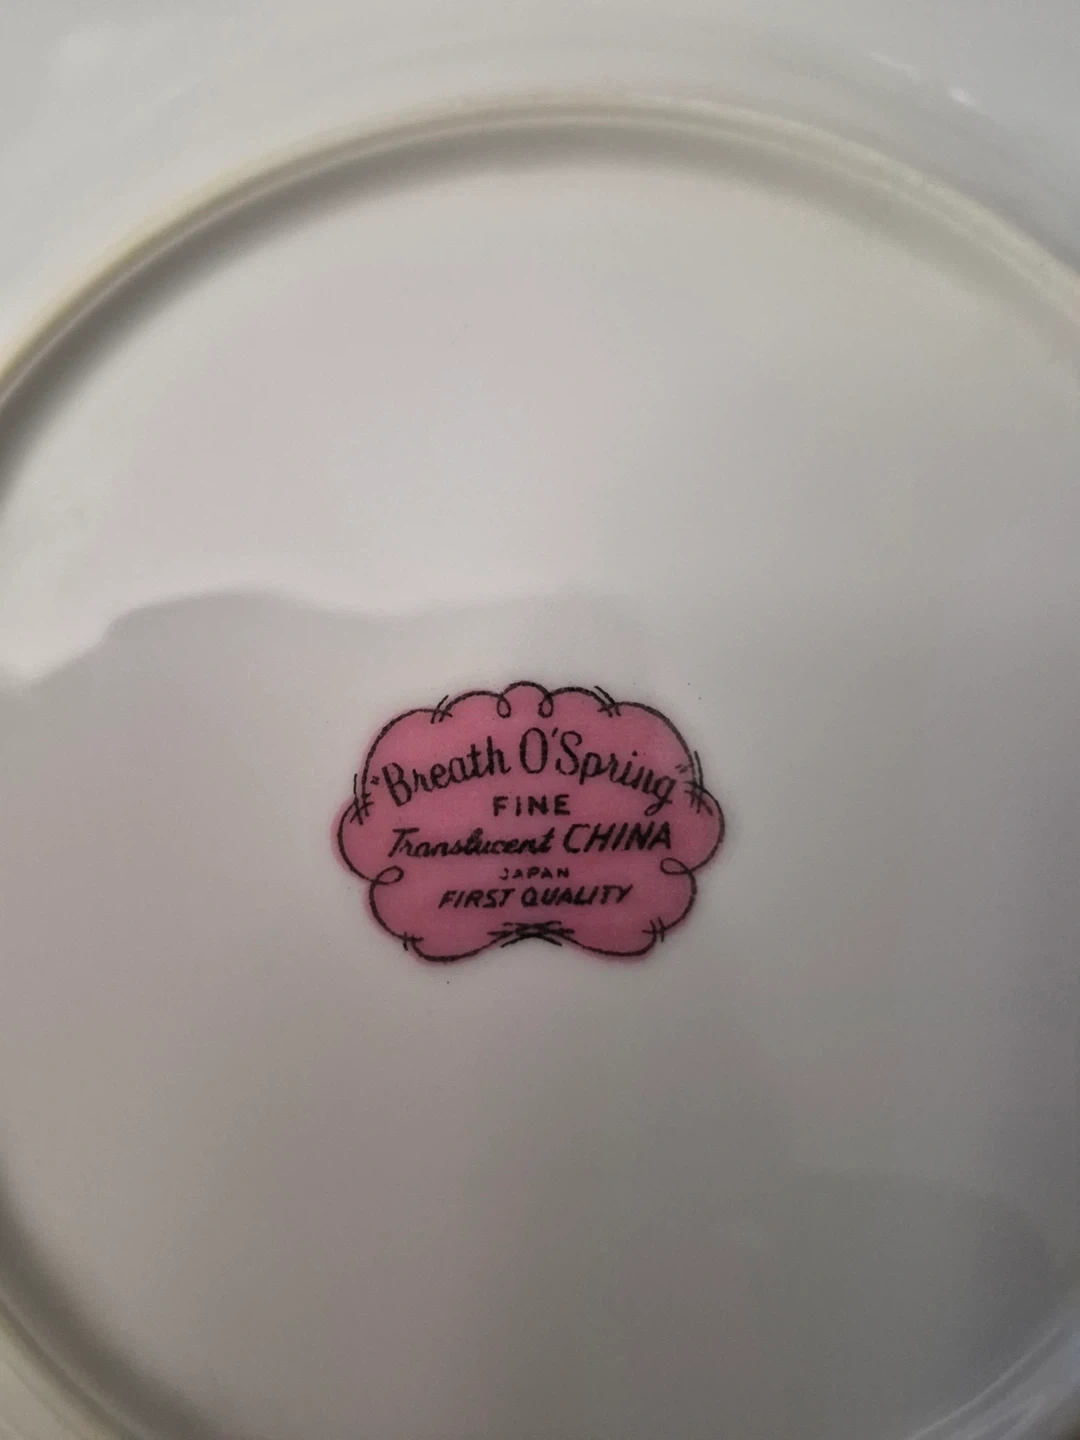 "Breath O'Spring"
FINE
Translucent CHINA
JAPAN
FIRST QUALITY